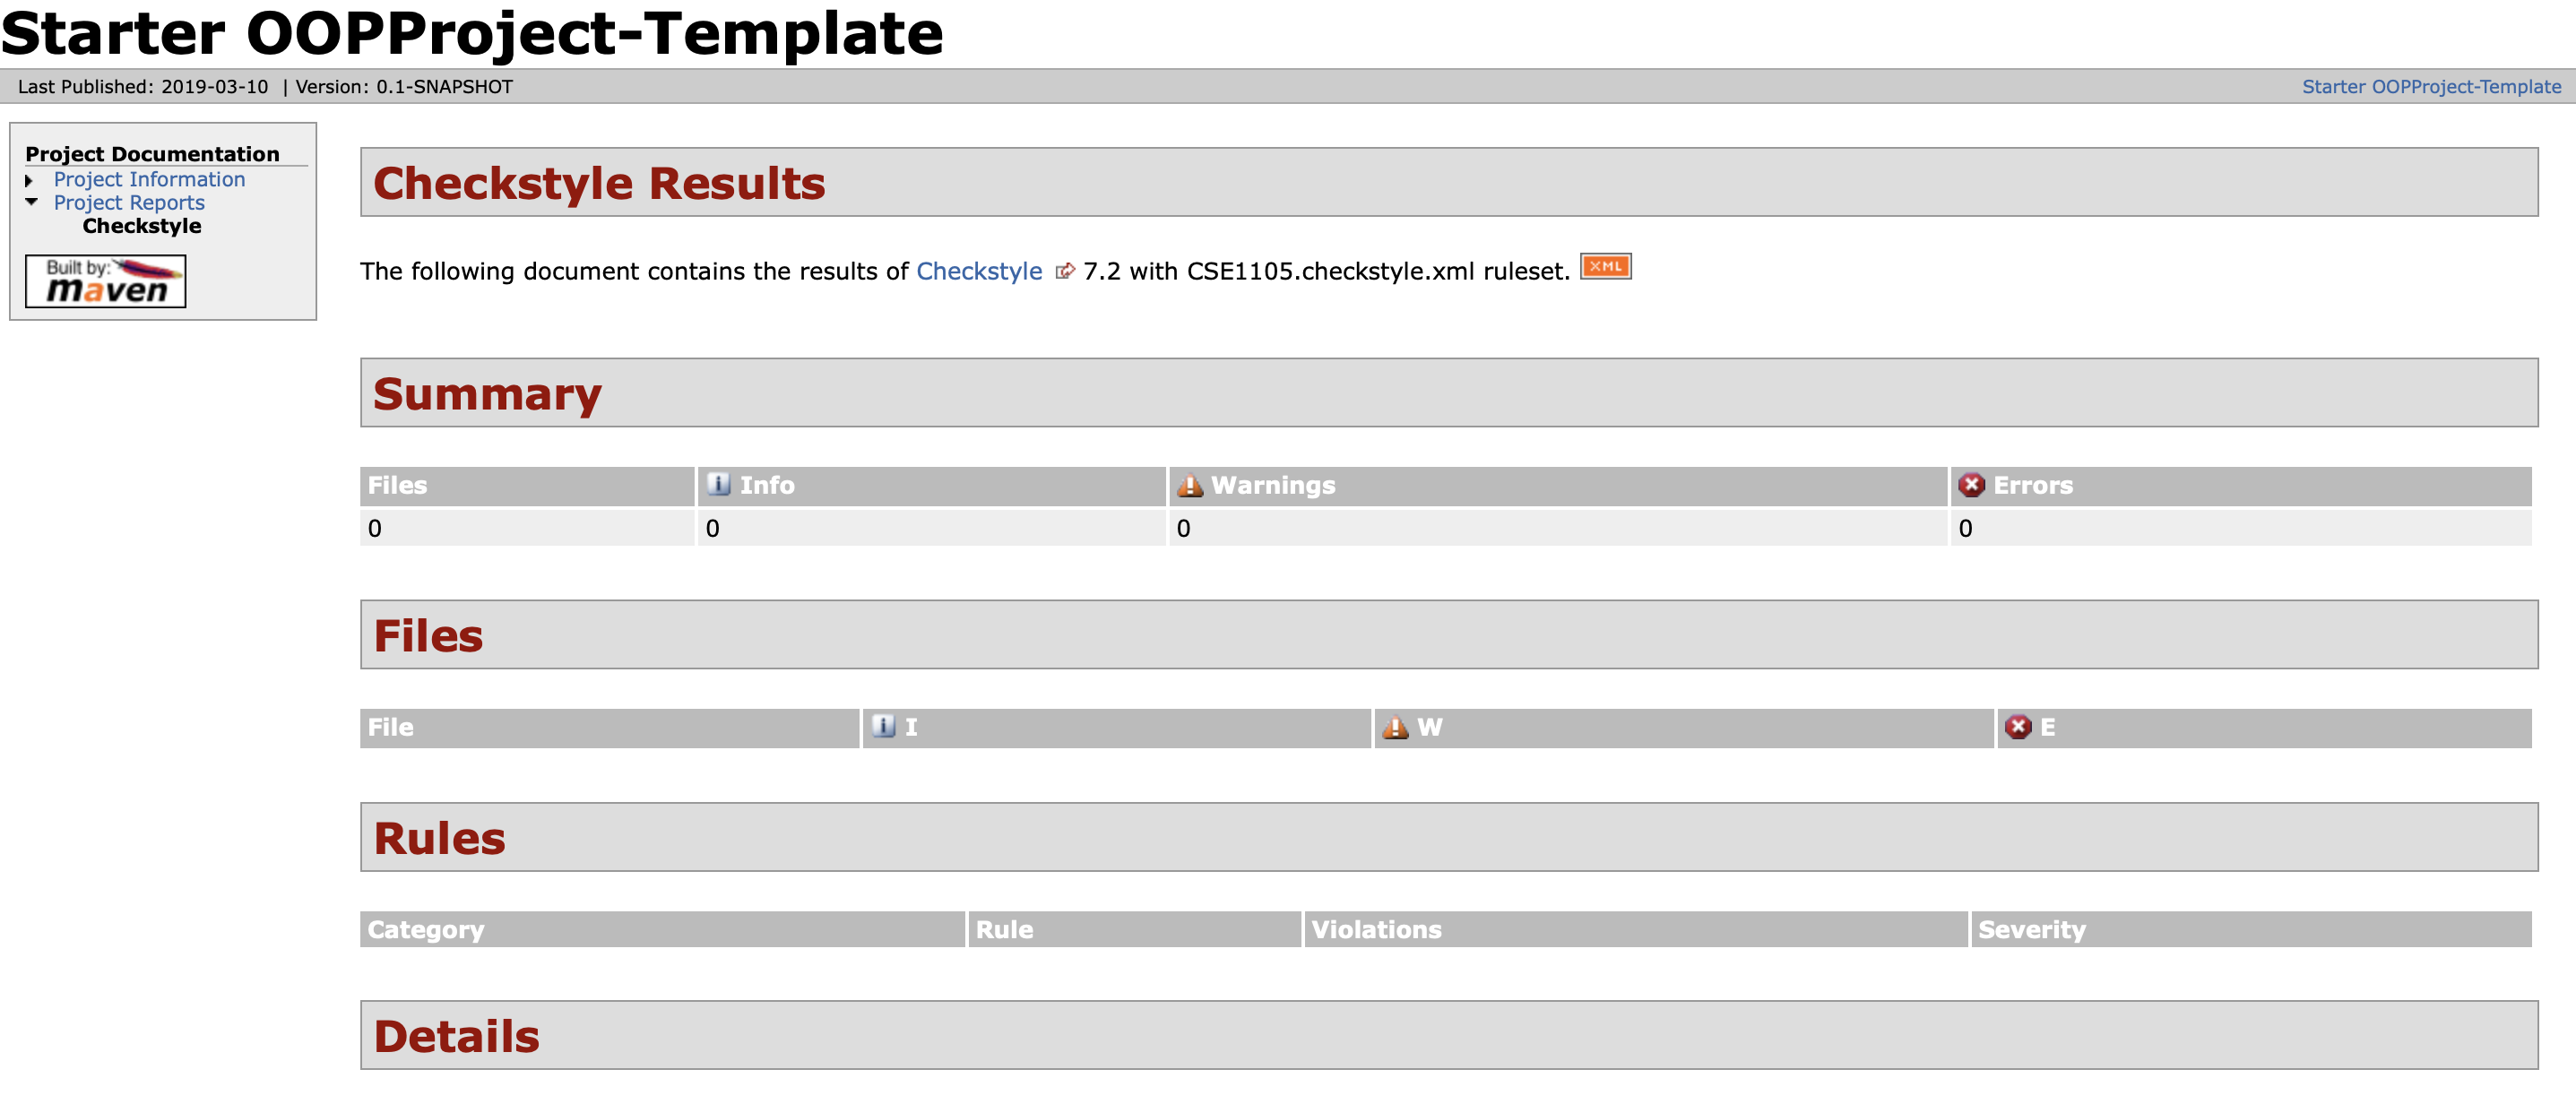 Starter OOPProject-Template
Last Published: 2019-03-10 | Version: 0.1-SNAPSHOT
Starter OOPProject-Template
Project Documentation
Project Information
Project Reports
Checkstyle
Built by:
maven
Checkstyle Results
The following document contains the results of Checkstyle 7.2 with CSE1105.checkstyle.xml ruleset. XML
Summary
Files Info Warnings Errors
0 0 0 0
Files
File I W E
Rules
Category Rule Violations Severity
Details